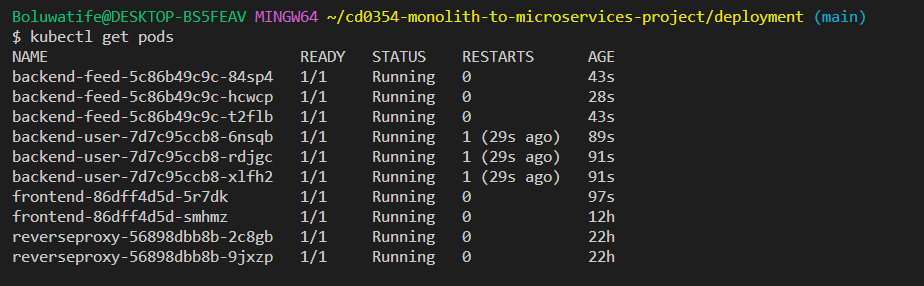 Boluwatife@DESKTOP-BS5FEAV MINGW64 ~/cd0354-monolith-to-microservices-project/deployment (main)
$ kubectl get pods
NAME READY STATUS RESTARTS AGE
backend-feed-5c86b49c9c-84sp4 1/1 Running 0 43s
backend-feed-5c86b49c9c-hcwcp 1/1 Running 0 28s
backend-feed-5c86b49c9c-t2flb 1/1 Running 0 43s
backend-user-7d7c95ccb8-6nsqb 1/1 Running 1 (29s ago) 89s
backend-user-7d7c95ccb8-rdjgc 1/1 Running 1 (29s ago) 91s
backend-user-7d7c95ccb8-xlfh2 1/1 Running 1 (29s ago) 91s
frontend-86dff4d5d-5r7dk 1/1 Running 0 97s
frontend-86dff4d5d-smhmz 1/1 Running 0 12h
reverseproxy-56898dbb8b-2c8gb 1/1 Running 0 22h
reverseproxy-56898dbb8b-9jxzp 1/1 Running 0 22h